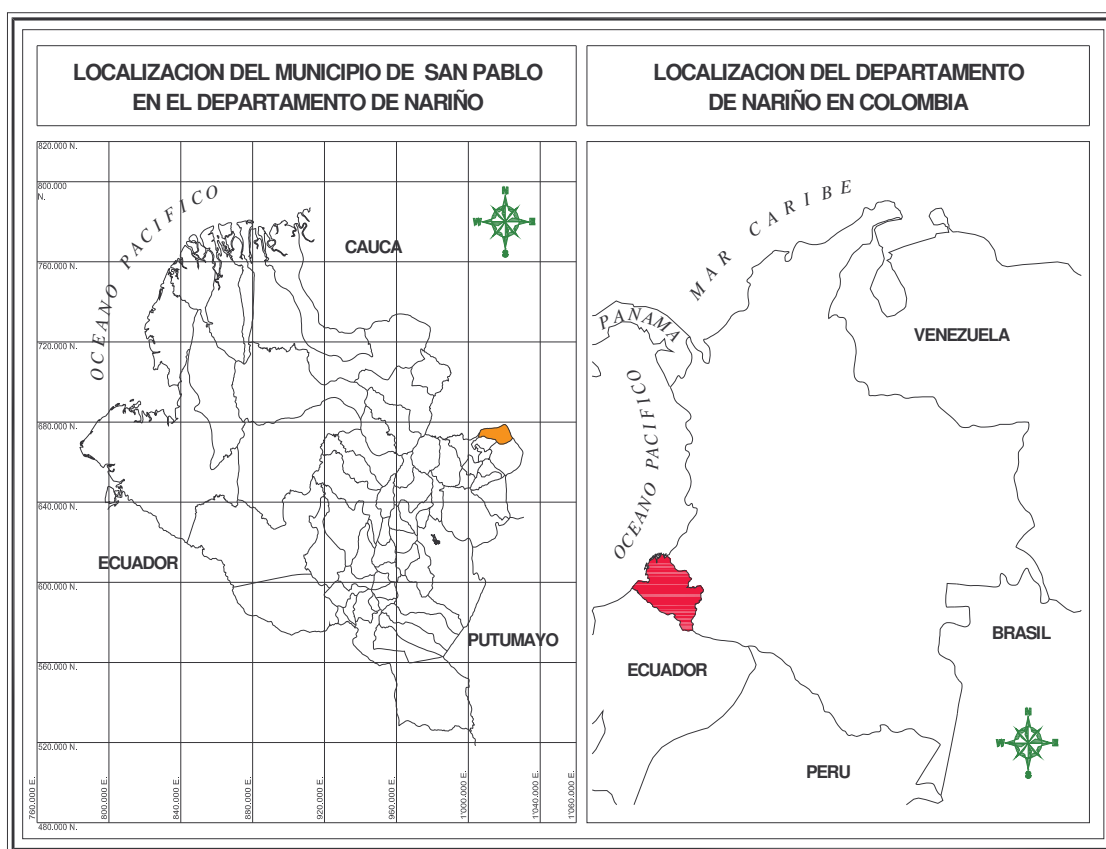 LOCALIZACION DEL MUNICIPIO DE SAN PABLO
EN EL DEPARTAMENTO DE NARIÑO
820.000 N.
800.000
N.
760.000 N.
720.000 N.
680.000 N.
640.000 N.
600.000 N.
560.000 N.
520.000 N.
480.000 N.
760.000 E.
800.000 E.
840.000 E.
880.000 E.
920.000 E.
960.000 E.
1'000.000 E.
1'040.000 E.
1'060.000 E.
OCEANO PACIFICO
CAUCA
N
W
E
S
ECUADOR
PUTUMAYO
LOCALIZACION DEL DEPARTAMENTO
DE NARIÑO EN COLOMBIA
MAR CARIBE
PANAMA
VENEZUELA
OCEANO PACIFICO
ECUADOR
BRASIL
PERU
N
W
E
S